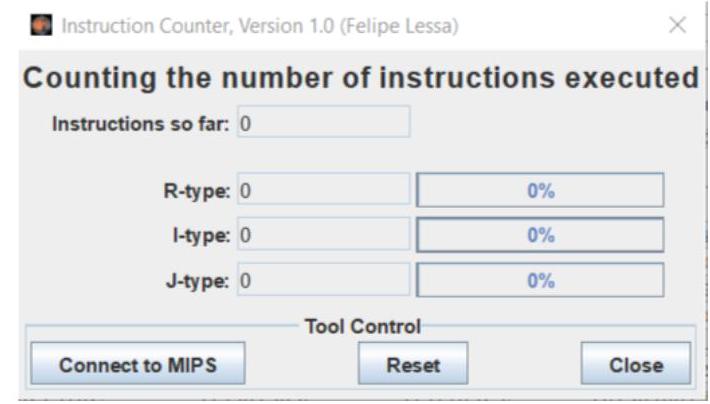 Instruction Counter, Version 1.0 (Felipe Lessa)
Counting the number of instructions executed
Instructions so far: 0
R-type: 0 0%
I-type: 0 0%
J-type: 0 0%
Tool Control
Connect to MIPS Reset Close